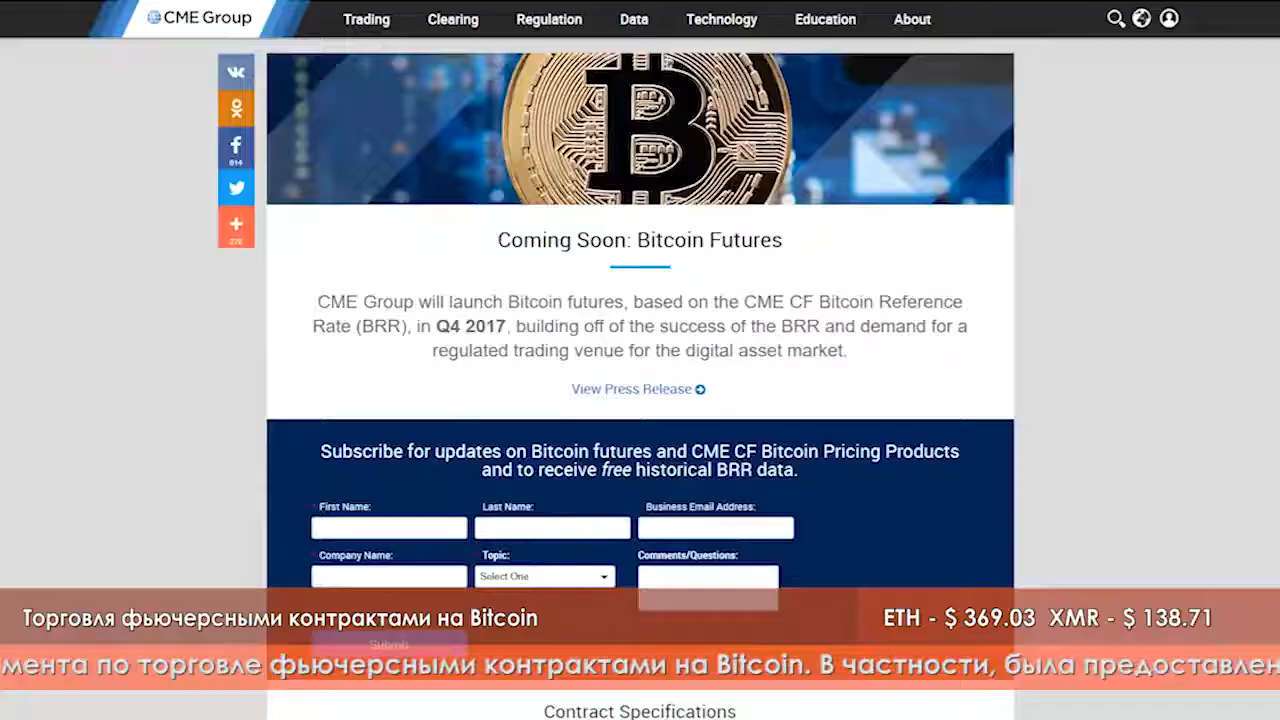 CME Group
Trading Clearing Regulation Data Technology Education About
614
Coming Soon: Bitcoin Futures
CME Group will launch Bitcoin futures, based on the CME CF Bitcoin Reference
Rate (BRR), in Q4 2017, building off of the success of the BRR and demand for a
regulated trading venue for the digital asset market.
View Press Release
Subscribe for updates on Bitcoin futures and CME CF Bitcoin Pricing Products
and to receive free historical BRR data.
* First Name: Last Name: Business Email Address:
* Company Name: * Topic: Comments/Questions:
Select One
Торговля фьючерсными контрактами на Bitcoin
ETH - $ 369.03 XMR - $ 138.71
Submit
мента по торговле фьючерсными контрактами на Bitcoin. В частности, была предоставлен
Contract Specifications